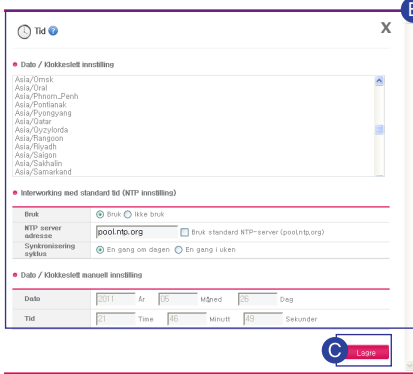 B
Tid ?
X
Dato / Klokkeslett innstilling
Asia/Omsk
Asia/Oral
Asia/Phnom_Penh
Asia/Pontianak
Asia/Pyongyang
Asia/Qatar
Asia/Qyzylorda
Asia/Rangoon
Asia/Riyadh
Asia/Saigon
Asia/Sakhalin
Asia/Samarkand
Interworking med standard tid (NTP innstilling)
Bruk Bruk Ikke bruk
NTP server adresse pool.ntp.org Bruk standard NTP-server (pool.ntp.org)
Synkronisering syklus En gang om dagen En gang i uken
Dato / Klokkeslett manuell innstilling
Dato 2011 År 05 Måned 26 Dag
Tid 21 Time 46 Minutt 49 Sekunder
C Lagre